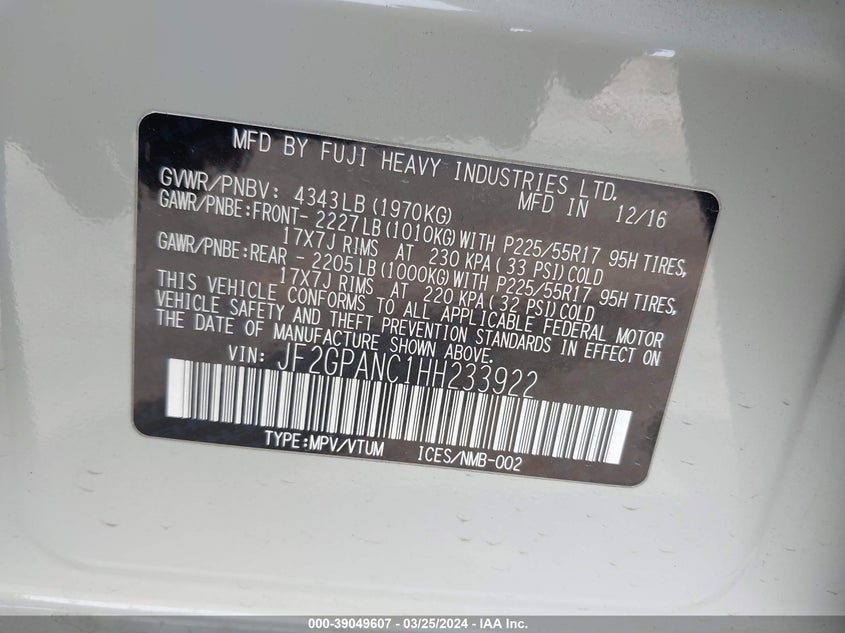 MFD BY FUJI HEAVY INDUSTRIES LTD.
GVWR/PNBV: 4343LB(1970KG) MFD IN 12/16
GAWR/PNBE:FRONT- 2227LB(1010KG)WITH P225/55R17 95H TIRES,
17X7J RIMS AT 230 KPA(33 PSI)COLD
GAWR/PNBE:REAR - 2205LB(1000KG)WITH P225/55R17 95H TIRES,
17X7J RIMS AT 220 KPA(32 PSI)COLD
THIS VEHICLE CONFORMS TO ALL APPLICABLE FEDERAL MOTOR
VEHICLE SAFETY AND THEFT PREVENTION STANDARDS IN EFFECT ON
THE DATE OF MANUFACTURE SHOWN ABOVE.
VIN: JF2GPANC1HH233922
TYPE:MPV/VTUM ICES/NMB-002
000-39049607 - 03/25/2024 - IAA Inc.